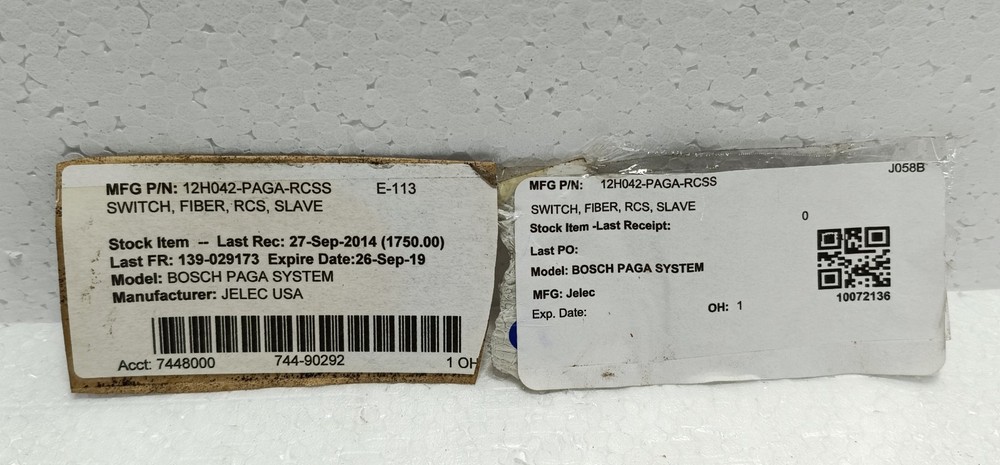 MFG P/N: 12H042-PAGA-RCSS E-113
SWITCH, FIBER, RCS, SLAVE
Stock Item -- Last Rec: 27-Sep-2014 (1750.00)
Last FR: 139-029173 Expire Date:26-Sep-19
Model: BOSCH PAGA SYSTEM
Manufacturer: JELEC USA
Acct: 7448000 744-90292 1 OH
J058B
MFG P/N: 12H042-PAGA-RCSS
SWITCH, FIBER, RCS, SLAVE
0
Stock Item -Last Receipt:
Last PO:
Model: BOSCH PAGA SYSTEM
MFG: Jelec
10072136
Exp. Date: OH: 1